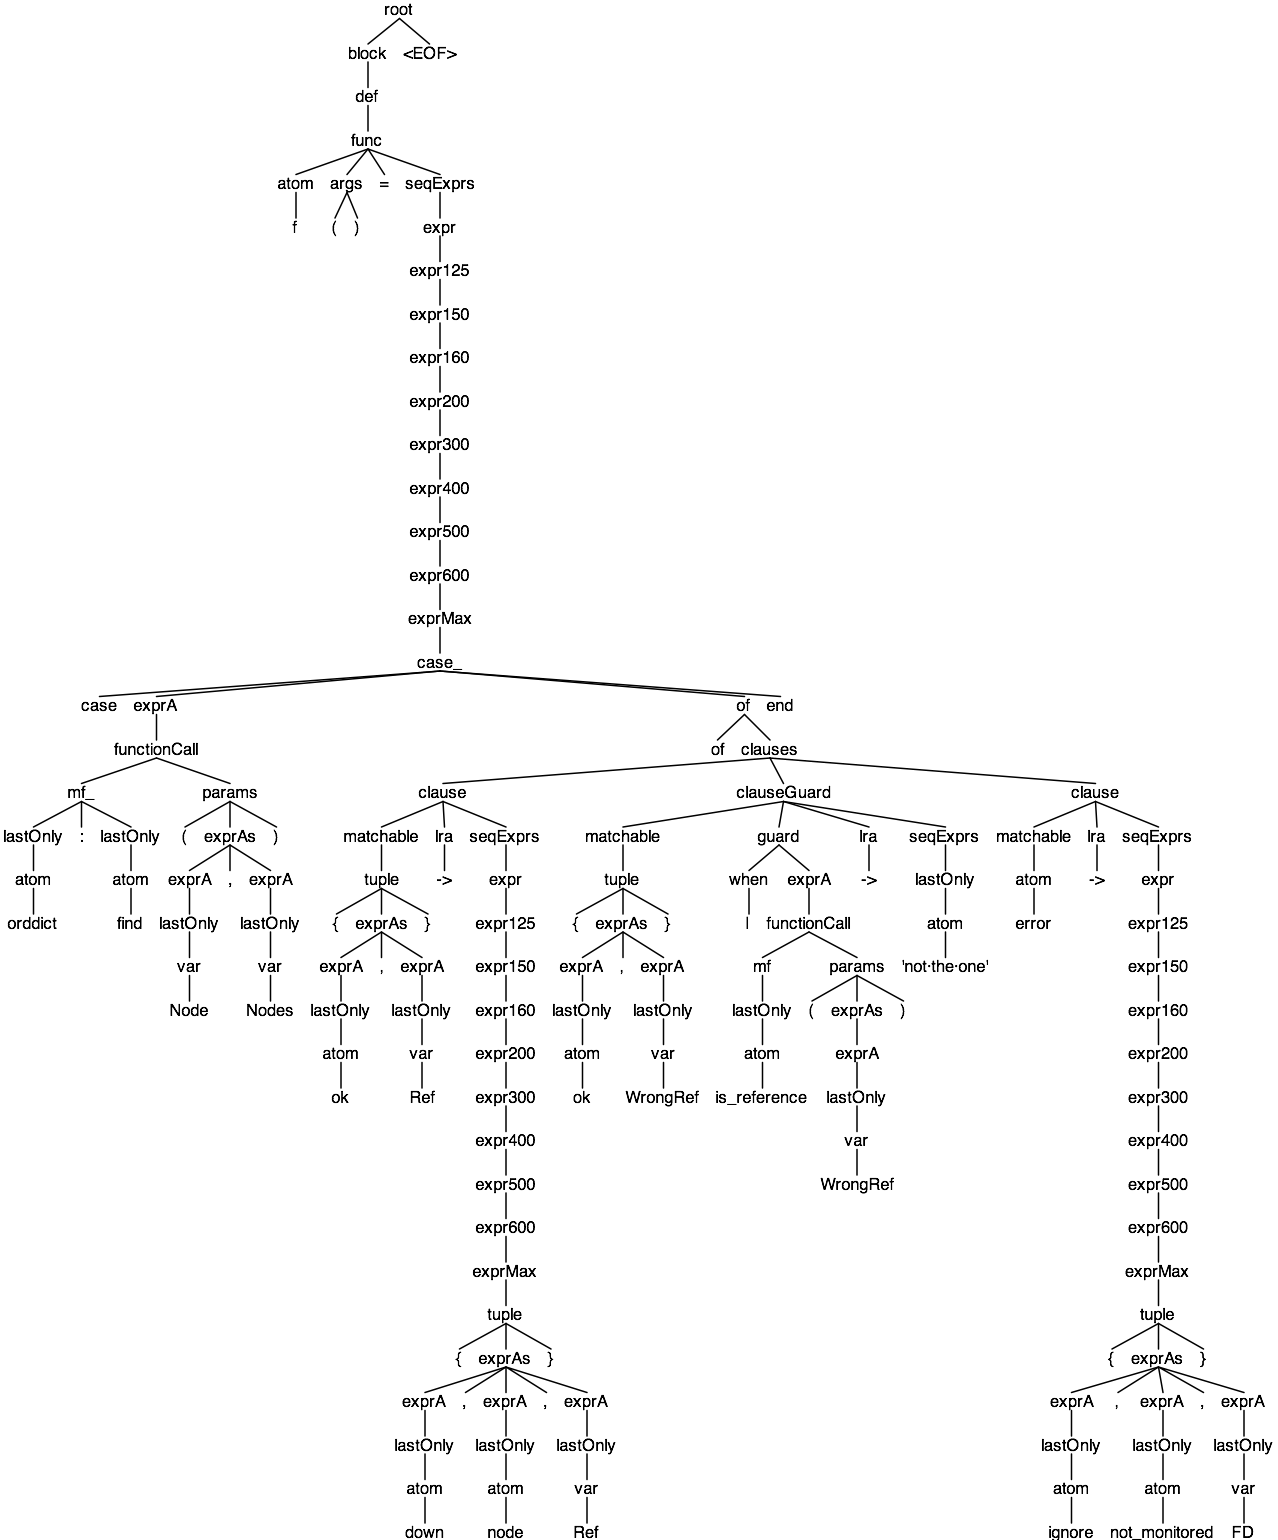 root
block <EOF>
def
func
atom args = seqExprs
f ( ) expr
expr125
expr150
expr160
expr200
expr300
expr400
expr500
expr600
exprMax
case_
case exprA of end
functionCall of clauses
mf_ params clause clauseGuard clause
lastOnly : lastOnly ( exprAs ) matchable lra seqExprs matchable guard lra seqExprs matchable lra seqExprs
atom atom exprA , exprA tuple -> expr tuple when exprA -> lastOnly atom -> expr
orddict find lastOnly lastOnly { exprAs } expr125 { exprAs } | functionCall atom error expr125
var var exprA , exprA expr150 exprA , exprA mf params 'not·the·one' expr150
Node Nodes lastOnly lastOnly expr160 lastOnly lastOnly lastOnly ( exprAs ) expr160
atom var expr200 atom var atom exprA expr200
ok Ref expr300 ok WrongRef is_reference lastOnly expr300
expr400 var expr400
expr500 WrongRef expr500
expr600 expr600
exprMax exprMax
tuple tuple
{ exprAs } { exprAs }
exprA , exprA , exprA exprA , exprA , exprA
lastOnly lastOnly lastOnly lastOnly lastOnly lastOnly
atom atom var atom atom var
down node Ref ignore not_monitored FD